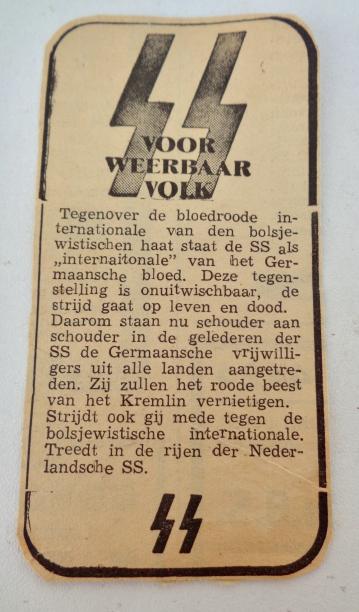 SS
VOOR
WEERBAAR
VOLK
Tegenover de bloedroode in-
ternationale van den bolsje-
wistischen haat staat de SS als
„internaitonale" van het Ger-
maansche bloed. Deze tegen-
stelling is onuitwischbaar, de
strijd gaat op leven en dood.
Daarom staan nu schouder aan
schouder in de gelederen der
SS de Germaansche vrijwilli-
gers uit alle landen aangetre-
den. Zij zullen het roode beest
van het Kremlin vernietigen.
Strijdt ook gij mede tegen de
bolsjewistische internationale.
Treedt in de rijen der Neder-
landsche SS.
SS